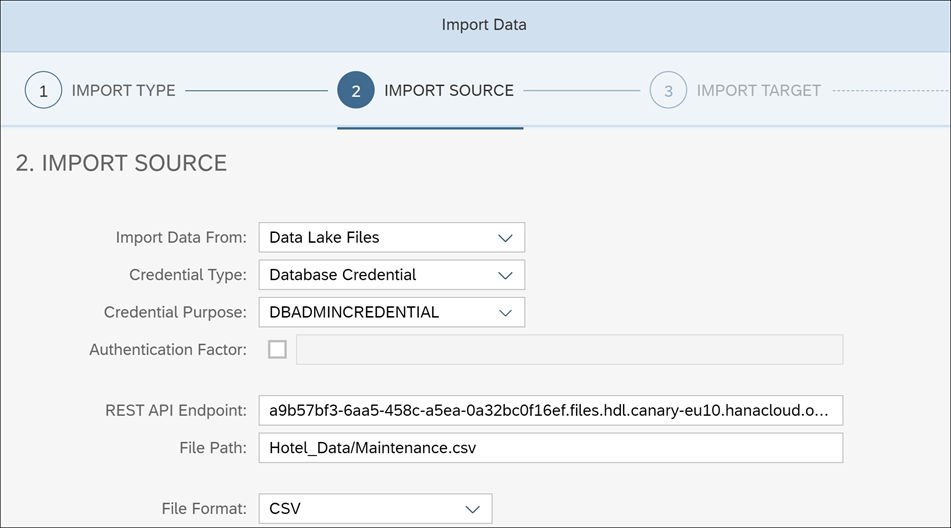 Import Data
1 IMPORT TYPE 2 IMPORT SOURCE 3 IMPORT TARGET
2. IMPORT SOURCE
Import Data From: Data Lake Files
Credential Type: Database Credential
Credential Purpose: DBADMINCREDENTIAL
Authentication Factor:
REST API Endpoint: a9b57bf3-6aa5-458c-a5ea-0a32bc0f16ef.files.hdl.canary-eu10.hanacloud.o...
File Path: Hotel_Data/Maintenance.csv
File Format: CSV